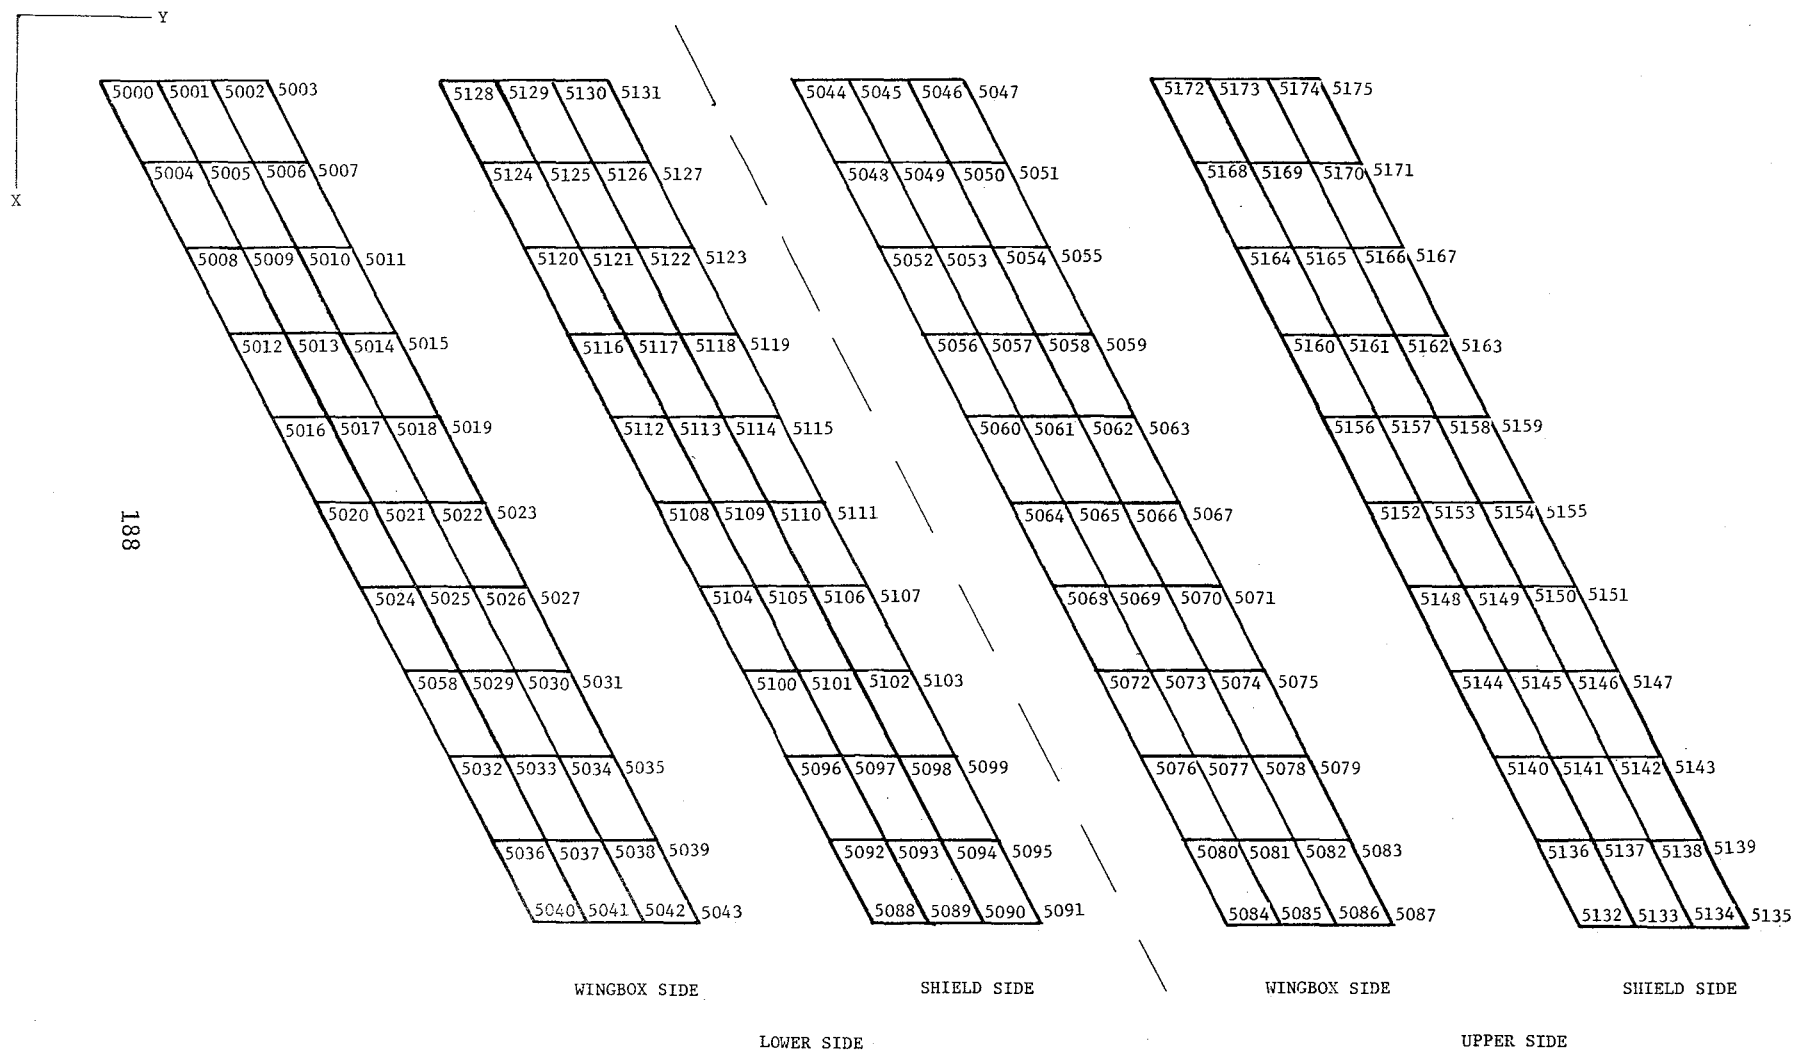 Y
5000 5001 5002 5003 5128 5129 5130 5131 5044 5045 5046 5047 5172 5173 5174 5175
5004 5005 5006 5007 5124 5125 5126 5127 5048 5049 5050 5051 5168 5169 5170 5171
X
5008 5009 5010 5011 5120 5121 5122 5123 5052 5053 5054 5055 5164 5165 5166 5167
5012 5013 5014 5015 5116 5117 5118 5119 5056 5057 5058 5059 5160 5161 5162 5163
5016 5017 5018 5019 5112 5113 5114 5115 5060 5061 5062 5063 5156 5157 5158 5159
5020 5021 5022 5023 5108 5109 5110 5111 5064 5065 5066 5067 5152 5153 5154 5155
188
5024 5025 5026 5027 5104 5105 5106 5107 5068 5069 5070 5071 5148 5149 5150 5151
5058 5029 5030 5031 5100 5101 5102 5103 5072 5073 5074 5075 5144 5145 5146 5147
5032 5033 5034 5035 5096 5097 5098 5099 5076 5077 5078 5079 5140 5141 5142 5143
5036 5037 5038 5039 5092 5093 5094 5095 5080 5081 5082 5083 5136 5137 5138 5139
5040 5041 5042 5043 5088 5089 5090 5091 5084 5085 5086 5087 5132 5133 5134 5135
WINGBOX SIDE SHIELD SIDE WINGBOX SIDE SHIELD SIDE
LOWER SIDE UPPER SIDE